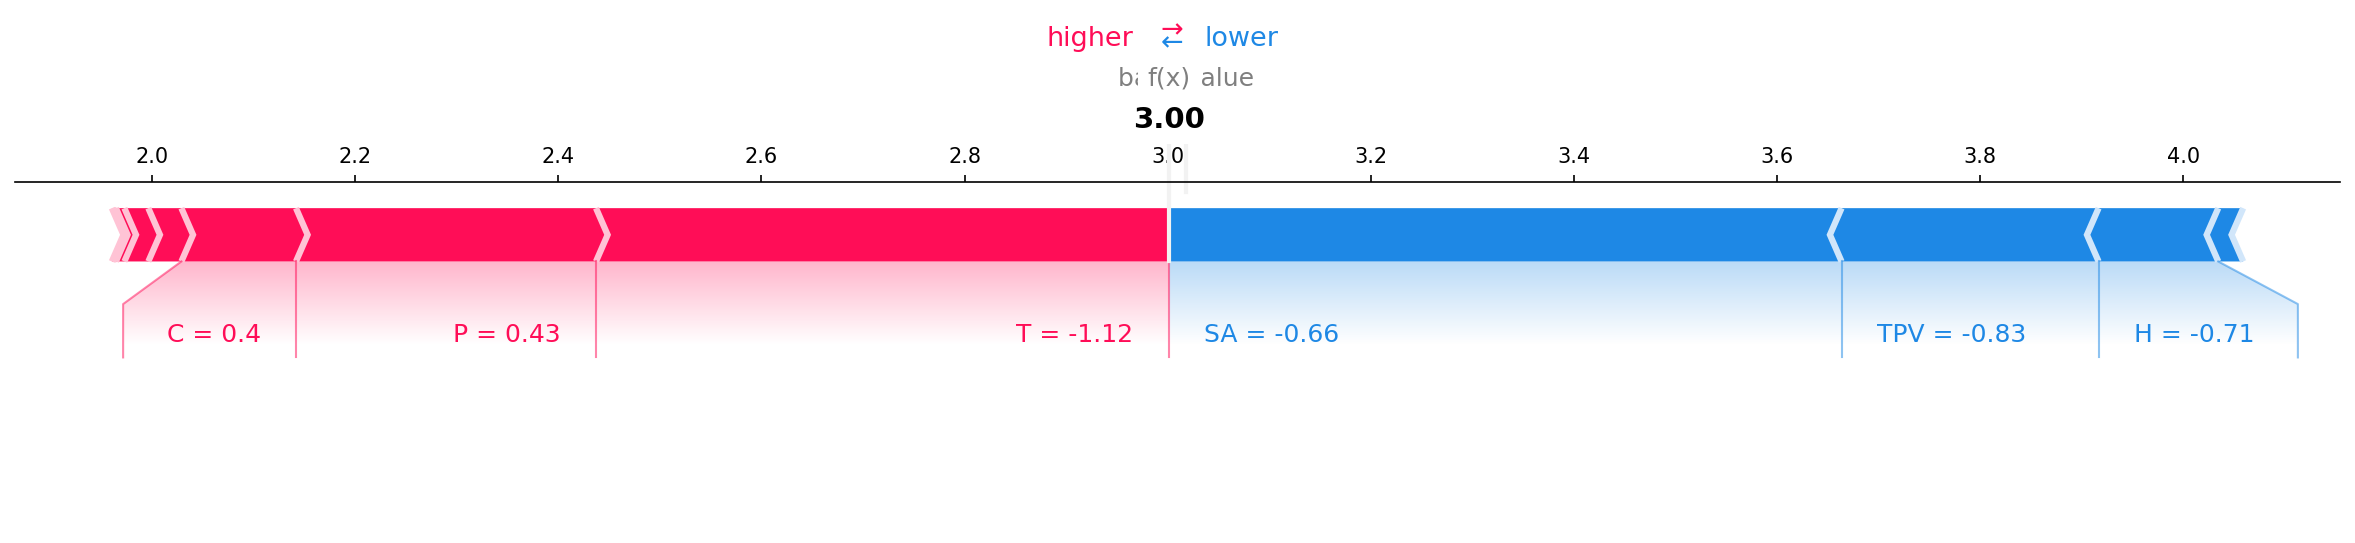 higher ⇄ lower
f(x)
3.00
2.0 2.2 2.4 2.6 2.8 3.0 3.2 3.4 3.6 3.8 4.0
C = 0.4 P = 0.43 T = -1.12 SA = -0.66 TPV = -0.83 H = -0.71